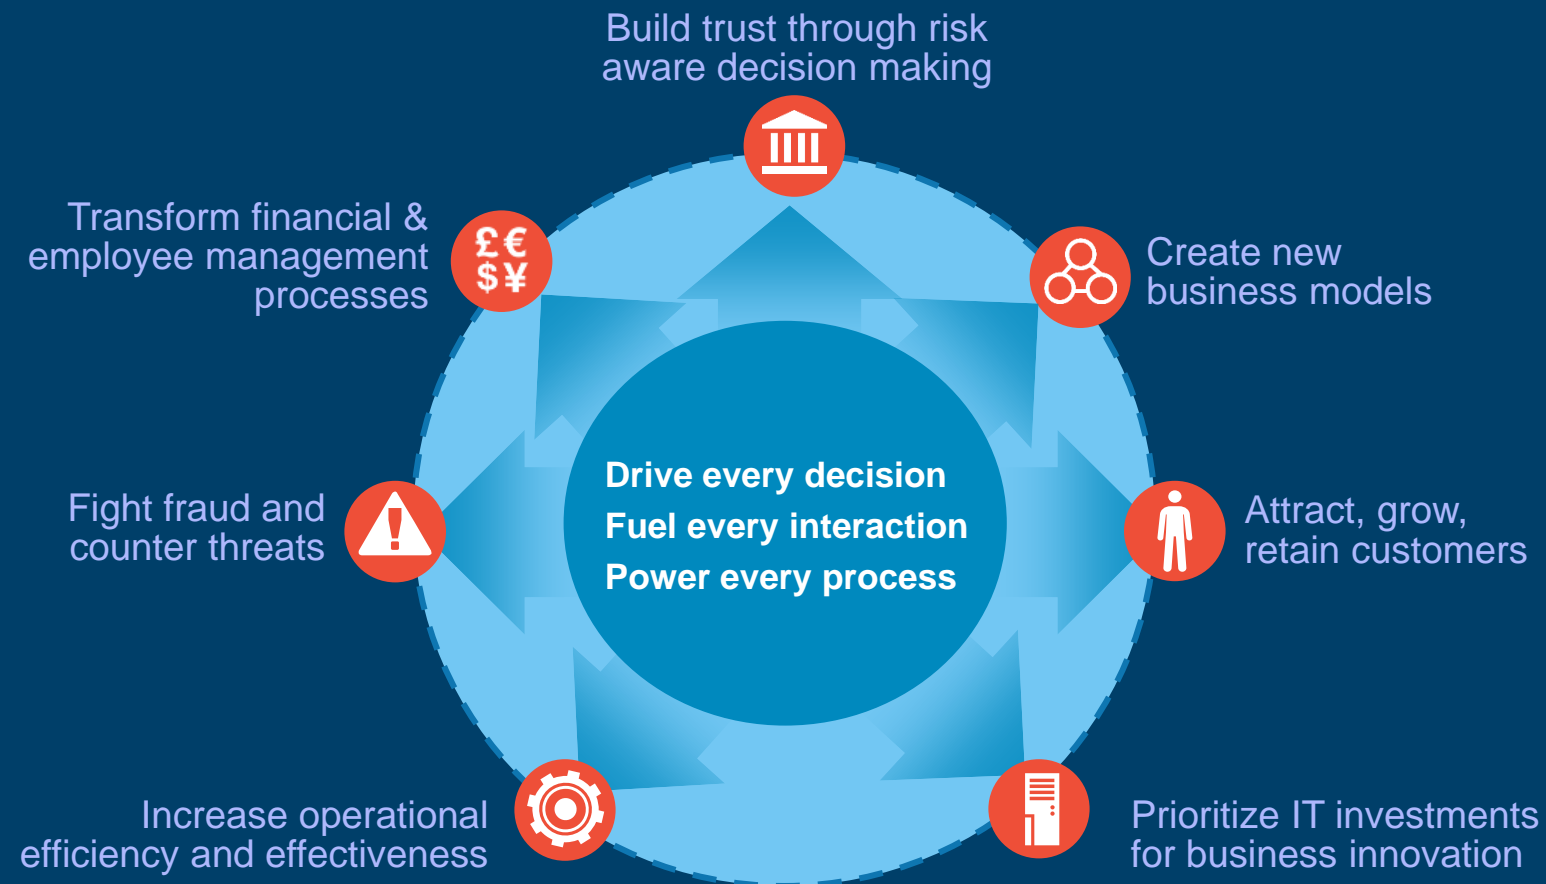 Build trust through risk
aware decision making
Transform financial &
employee management
processes
£€
$¥
Create new
business models
Fight fraud and
counter threats
Drive every decision
Fuel every interaction
Power every process
Attract, grow,
retain customers
Increase operational
efficiency and effectiveness
Prioritize IT investments
for business innovation